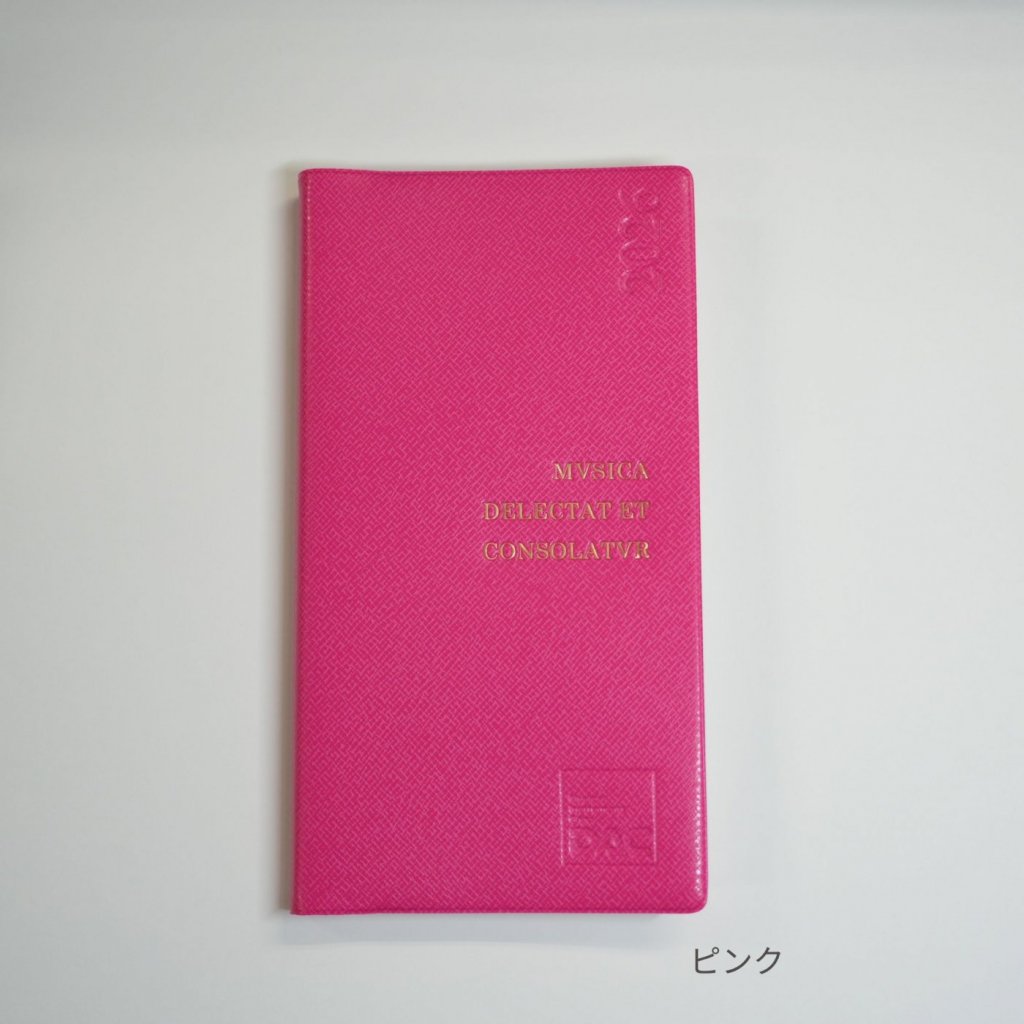 MVSICA
DELECTAT ET
CONSOLATVR
ピンク